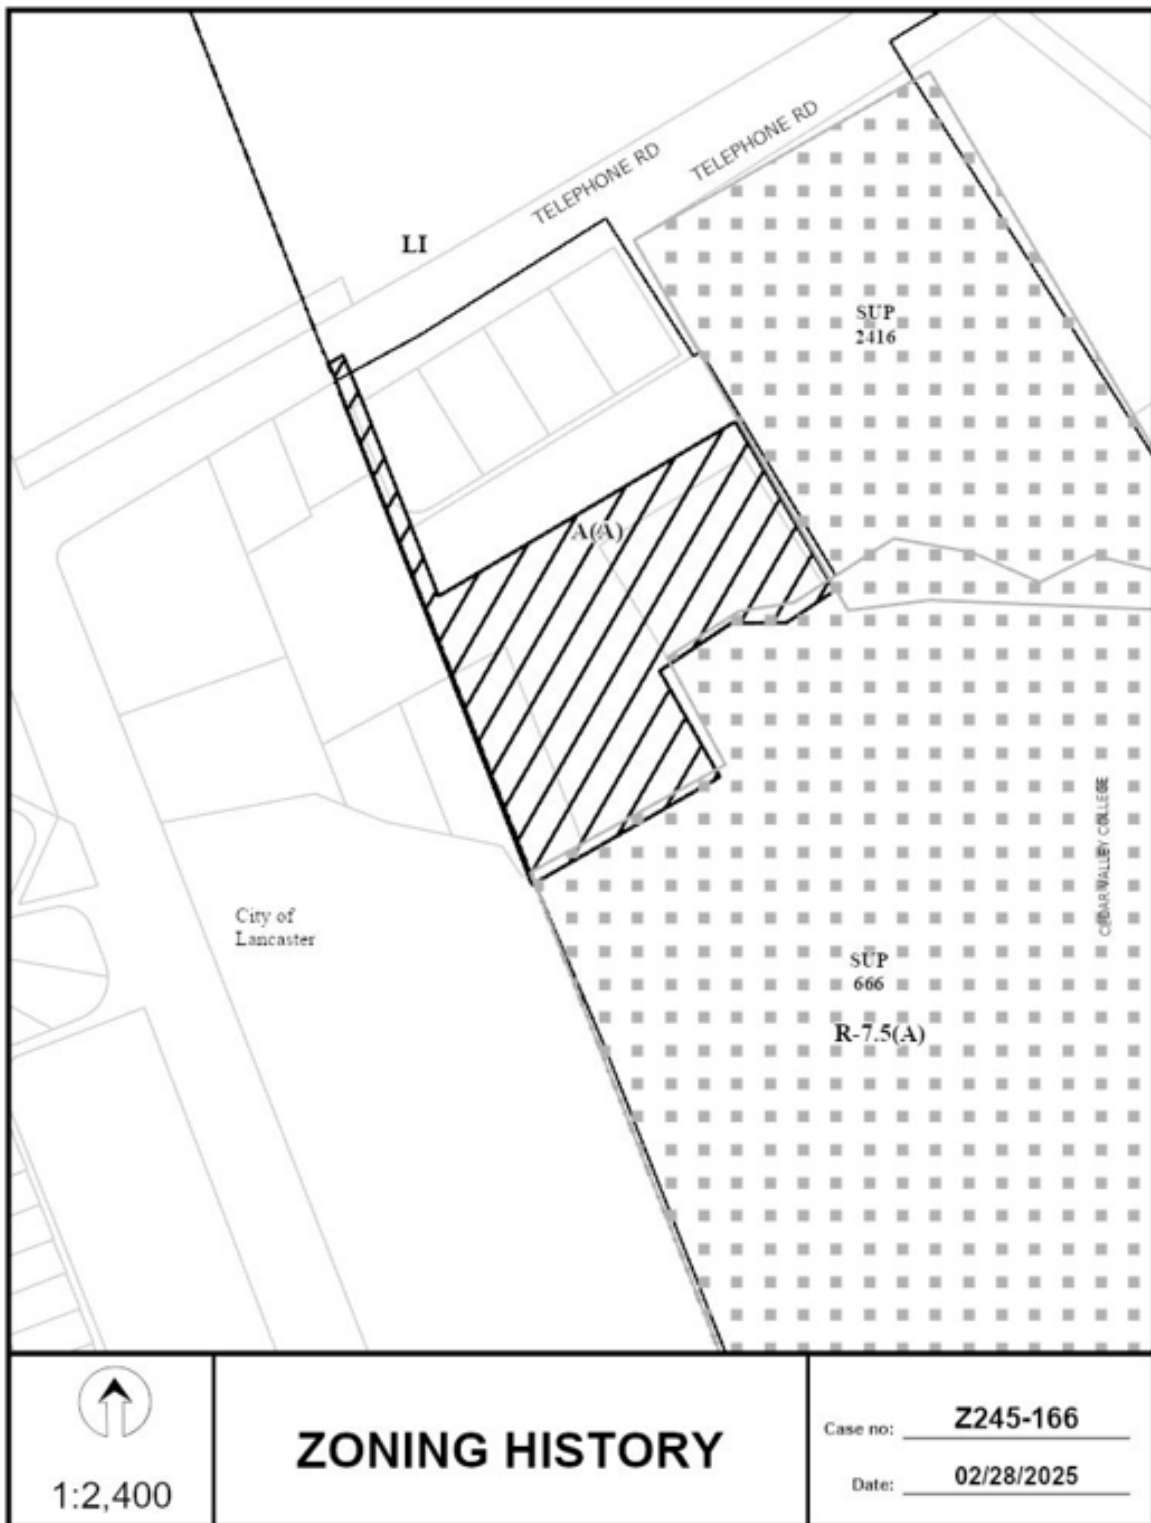 TELEPHONE RD
TELEPHONE RD
LI
SUP
2416
A(A)
CEDAR VALLEY COLLEGE
City of
Lancaster
SUP
666
R-7.5(A)
1:2,400
ZONING HISTORY
Case no: Z245-166
Date: 02/28/2025